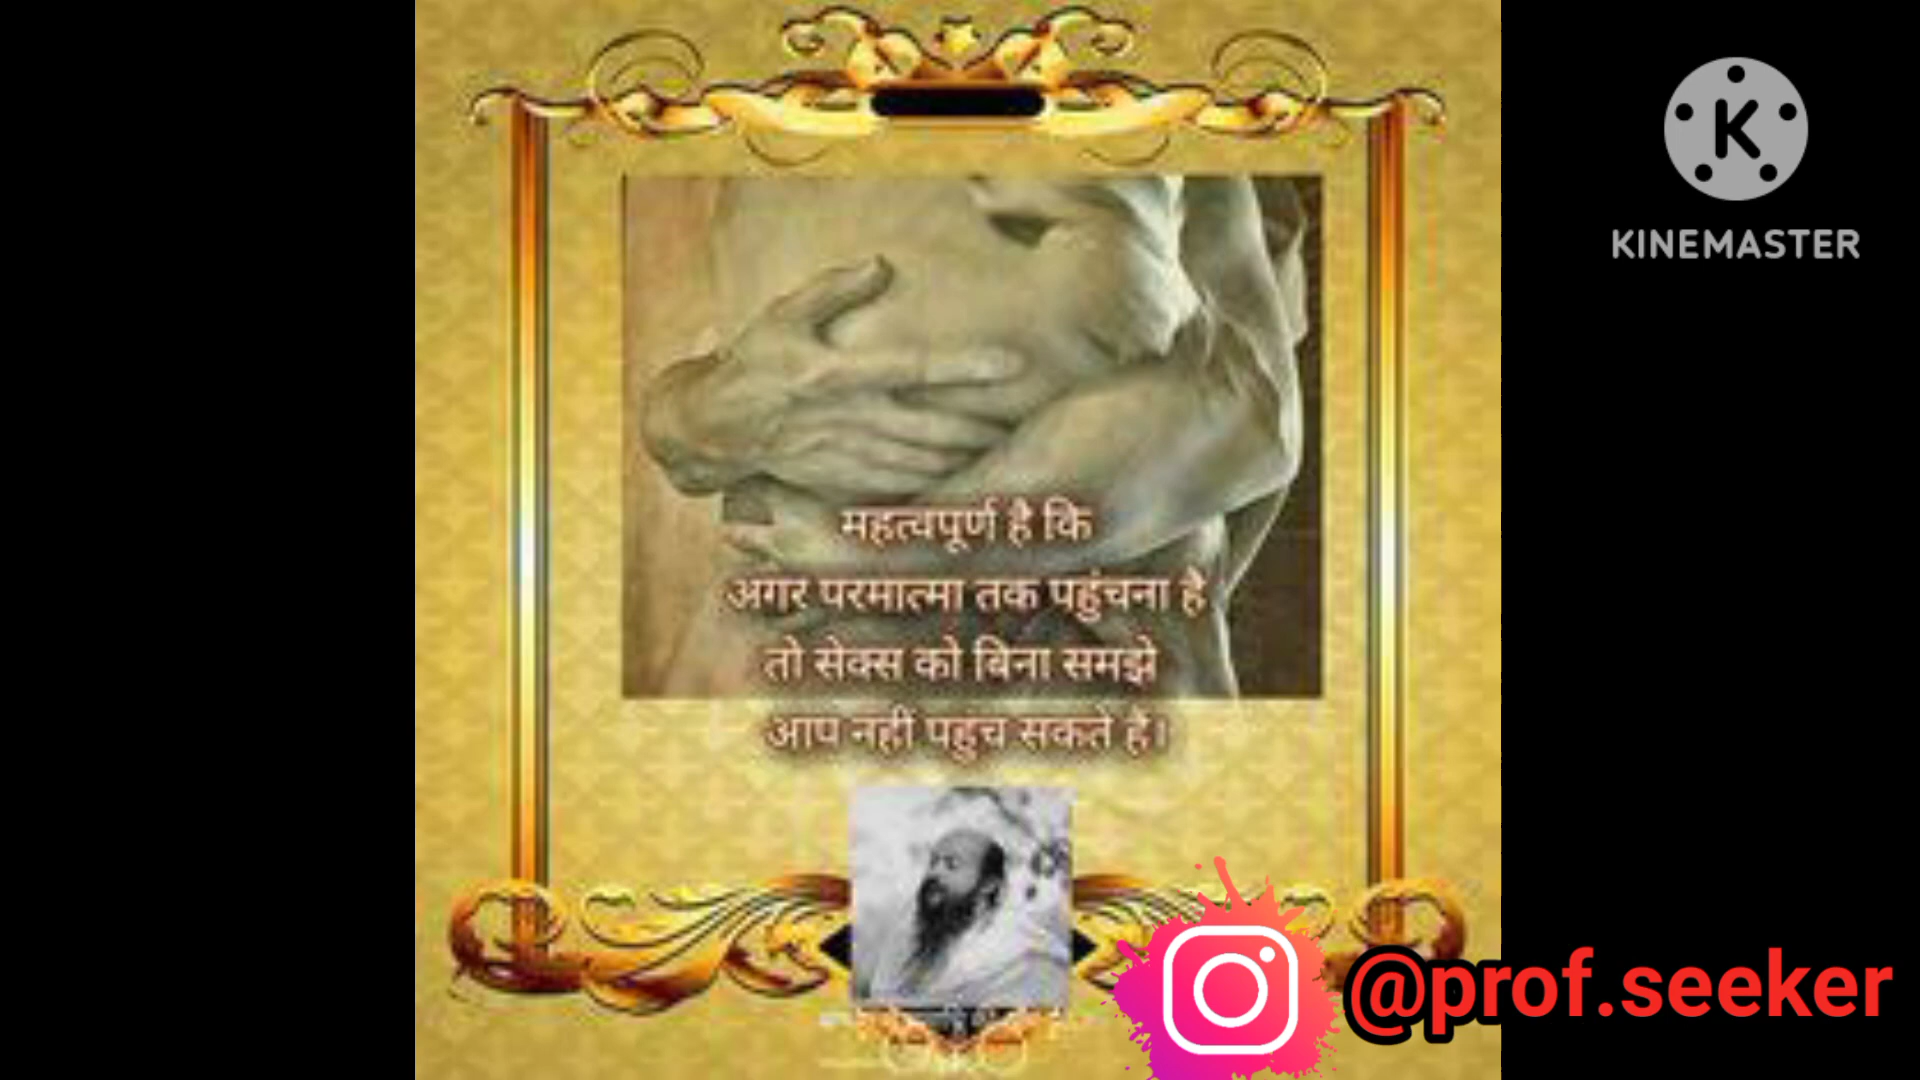 KINEMASTER
महत्वपूर्ण है कि
अगर परमात्मा तक पहुंचना है
तो सेक्स को बिना समझे
आप नहीं पहुंच सकते है।
@prof.seeker